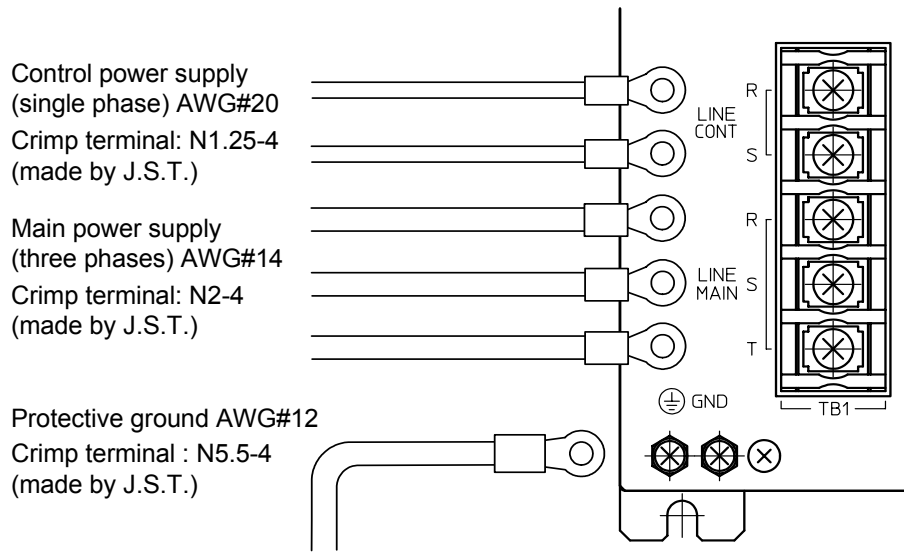 Control power supply
(single phase) AWG#20
Crimp terminal: N1.25-4
(made by J.S.T.)
Main power supply
(three phases) AWG#14
Crimp terminal: N2-4
(made by J.S.T.)
Protective ground AWG#12
Crimp terminal : N5.5-4
(made by J.S.T.)
R
LINE
CONT
S
R
LINE
MAIN
S
T
GND
TB1